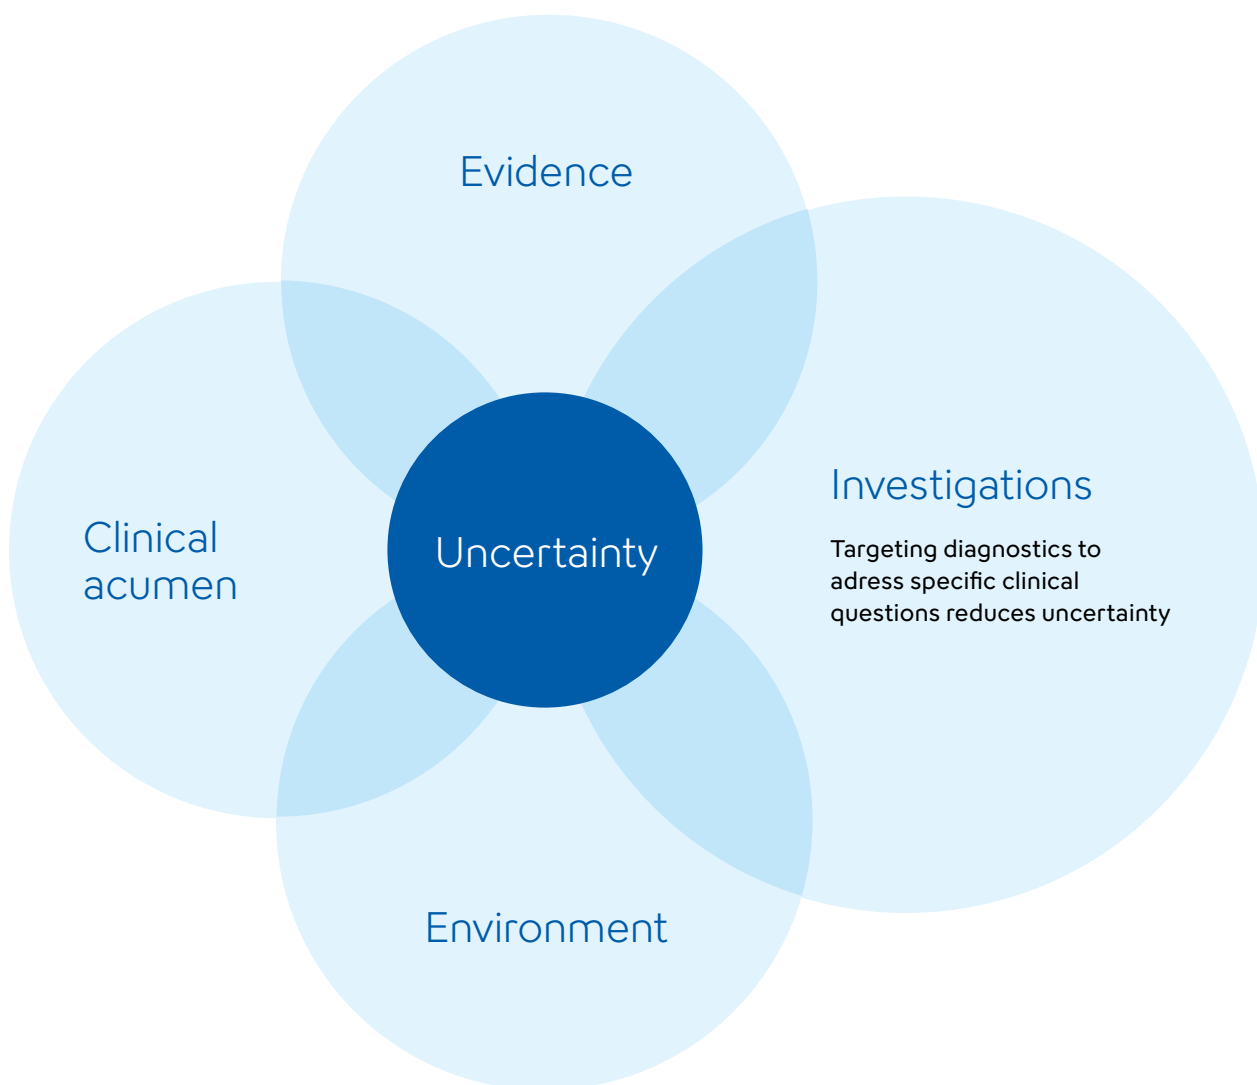 Evidence
Investigations
Targeting diagnostics to
adress specific clinical
questions reduces uncertainty
Clinical
acumen
Uncertainty
Environment